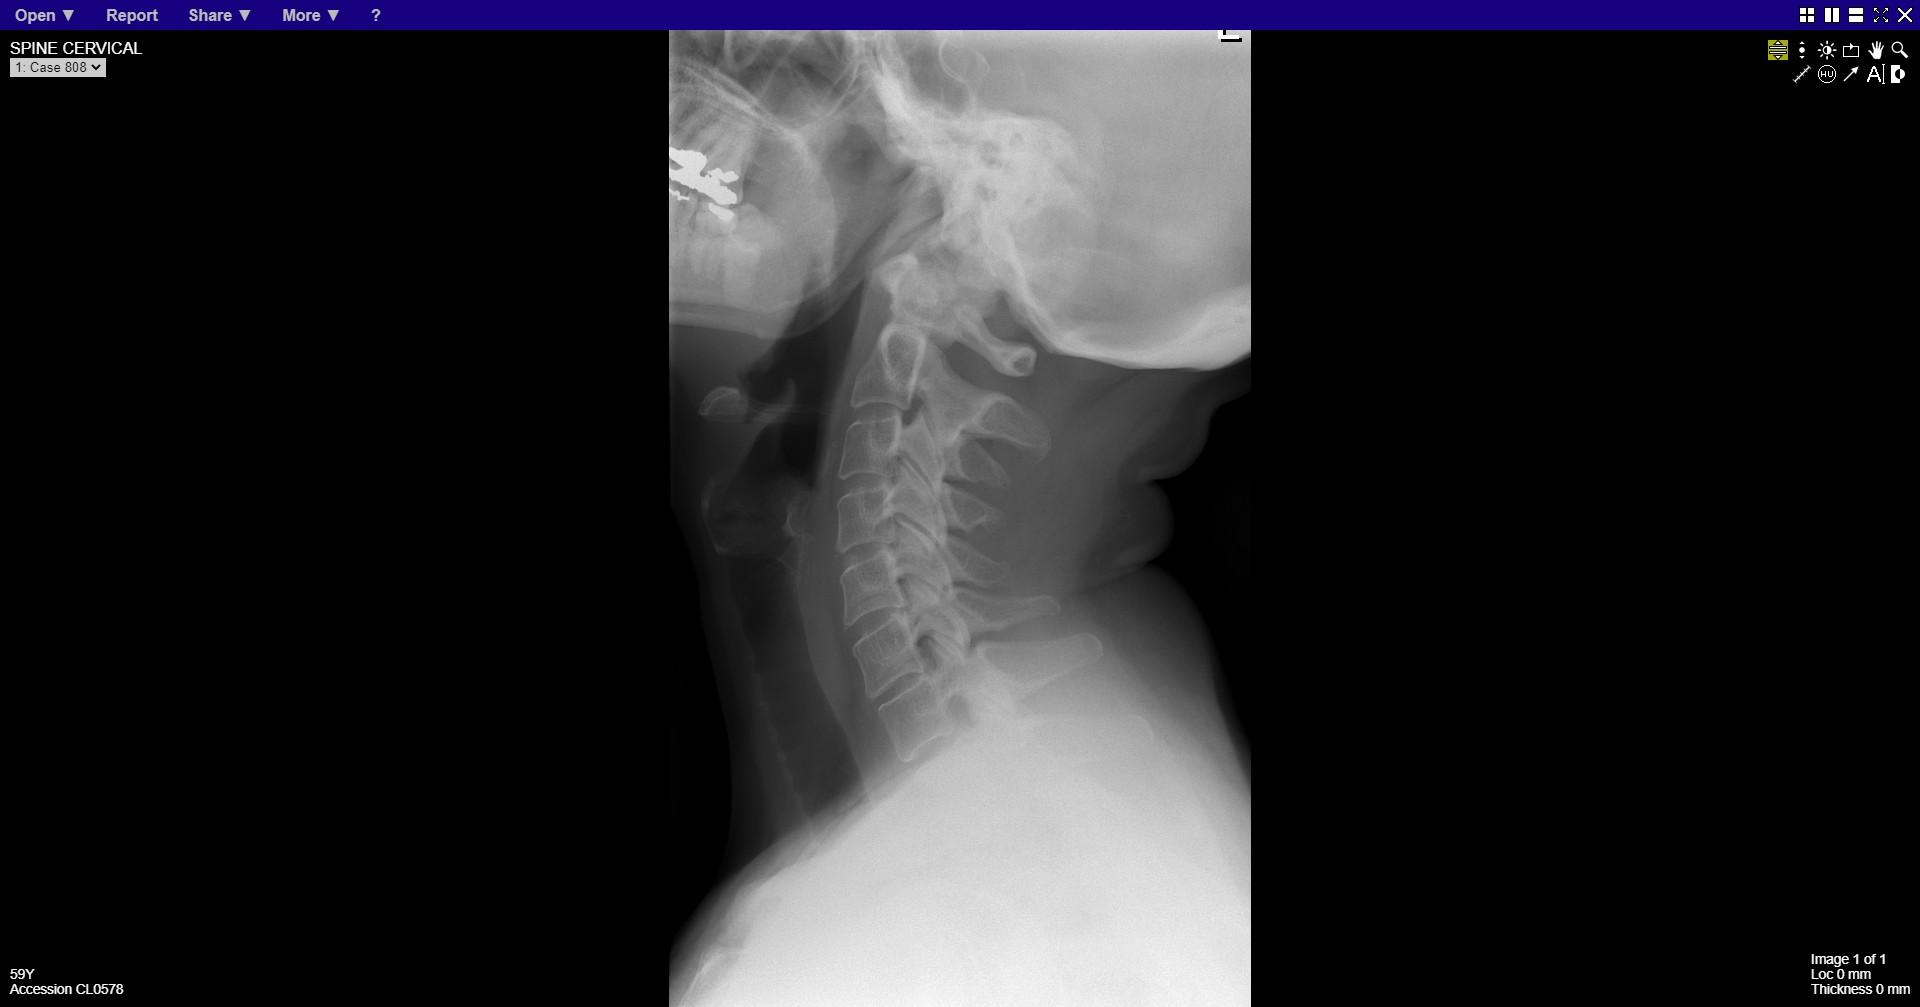 Open ▼ Report Share ▼ More ▼ ?
SPINE CERVICAL
1: Case 808
HU
A
59Y
Accession CL0578
Image 1 of 1
Loc 0 mm
Thickness 0 mm